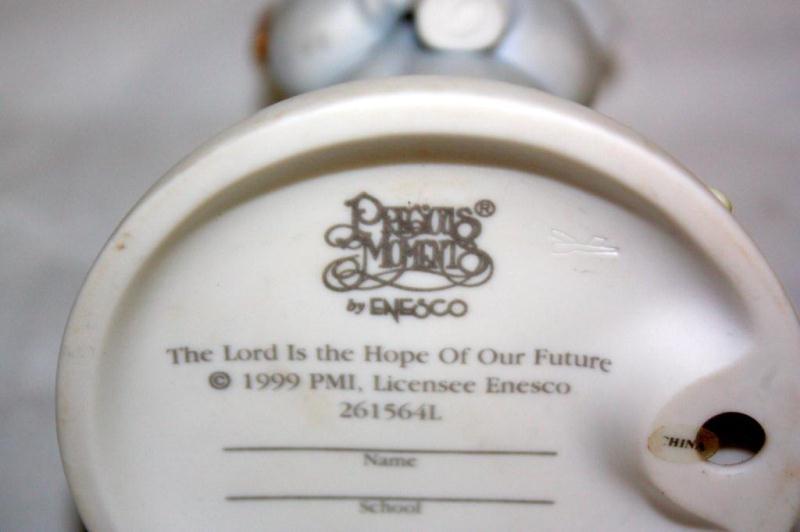 PRECIOUS MOMENTS®
by ENESCO
The Lord Is the Hope Of Our Future
© 1999 PMI, Licensee Enesco
261564L
Name
School
CHINA